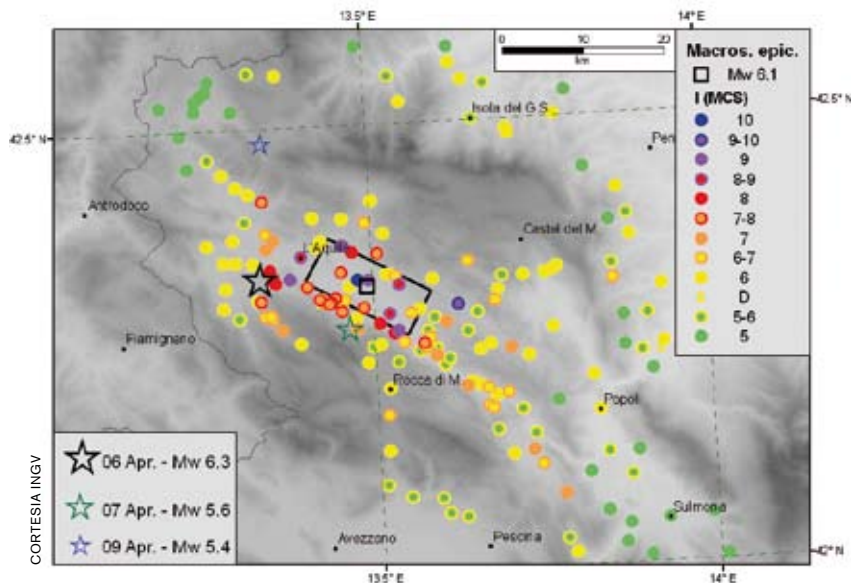 13.5° E
14° E
0 10 20
km
Macros. epic.
Mw 6.1
I (MCS)
10
9-10
9
8-9
8
7-8
7
6-7
6
D
5-6
5
42.5° N
42.5° N
Isola del G S.
Pen
Antrodoco
Castel del M.
L'Aquil
Fiamignano
Rocca di M.
Popoli
Sulmona
Avezzano
Pescina
06 Apr. - Mw 6.3
07 Apr. - Mw 5.6
09 Apr. - Mw 5.4
42° N
13.5° E
14° E
CORTESIA INGV